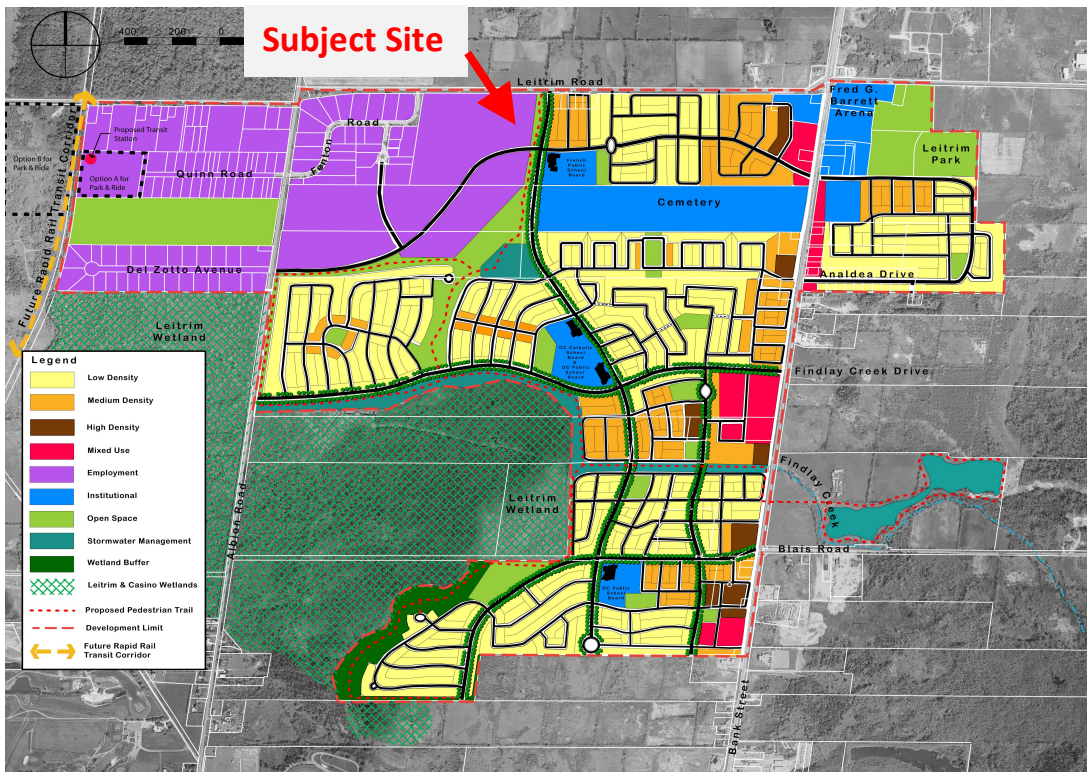 Subject Site
400 200 0
Leitrim Road
Fred G.
Barrett
Arena
Leitrim
Park
Road
Fenton
Proposed Transit
Station
Option B for
Park & Ride
Option A for
Park & Ride
Quinn Road
French
Public
School
Board
Cemetery
Del Zotto Avenue
Analdea Drive
Future Rapid Rail Transit Corridor
Leitrim
Wetland
OC Catholic
School
Board
&
OC Public
School
Board
Findlay Creek Drive
Legend
Low Density
Medium Density
High Density
Mixed Use
Employment
Institutional
Open Space
Stormwater Management
Wetland Buffer
Leitrim & Casino Wetlands
Proposed Pedestrian Trail
Development Limit
Future Rapid Rail
Transit Corridor
Albion Road
Leitrim
Wetland
Findlay Creek
Blais Road
OC Public
School
Board
Bank Street